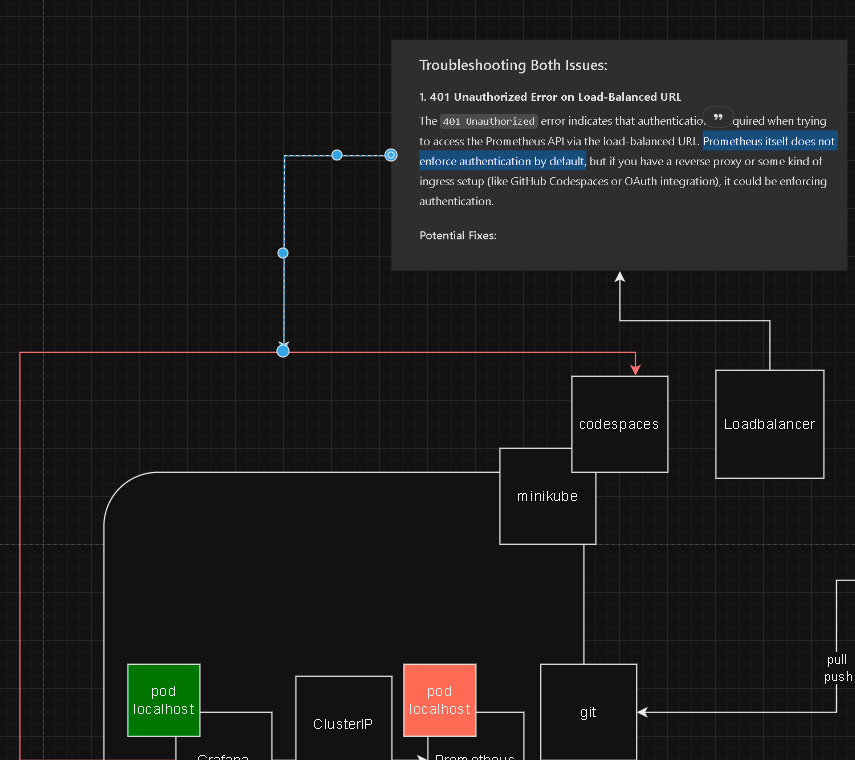 Troubleshooting Both Issues:
1. 401 Unauthorized Error on Load-Balanced URL
The 401 Unauthorized error indicates that when trying
to access the Prometheus API via the load-balanced URL. Prometheus itself does not
enforce authentication by default, but if you have a reverse proxy or some kind of
ingress setup (like GitHub Codespaces or OAuth integration), it could be enforcing
authentication.
Potential Fixes:
codespaces
Loadbalancer
minikube
pull
push
pod
localhost
ClusterIP
pod
localhost
git
Grafana
Prometheus